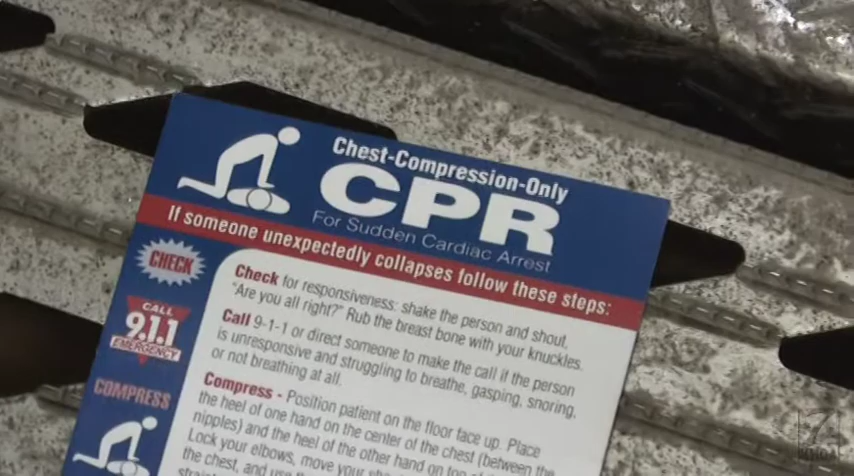 Chest-Compression-Only
CPR
For Sudden Cardiac Arrest
If someone unexpectedly collapses follow these steps:
CHECK
Check for responsiveness: shake the person and shout,
"Are you all right?" Rub the breast bone with your knuckles.
CALL
9.1.1
EMERGENCY
Call 9-1-1 or direct someone to make the call if the person
is unresponsive and struggling to breathe, gasping, snoring,
or not breathing at all.
COMPRESS
Compress - Position patient on the floor face up. Place
the heel of one hand on the center of the chest (between the
nipples) and the heel of the other hand on top of
Lock your elbows, move your
the chest, and use
7